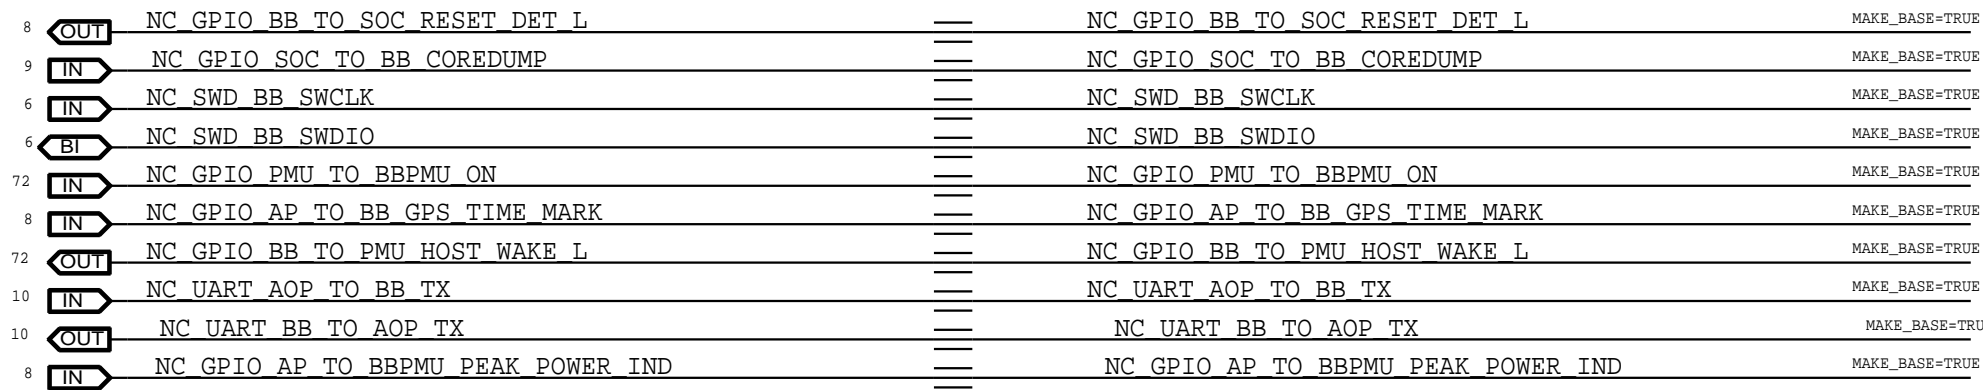 8 OUT NC_GPIO_BB_TO_SOC_RESET_DET_L NC_GPIO_BB_TO_SOC_RESET_DET_L MAKE_BASE=TRUE
9 IN NC_GPIO_SOC_TO_BB_COREDUMP NC_GPIO_SOC_TO_BB_COREDUMP MAKE_BASE=TRUE
6 IN NC_SWD_BB_SWCLK NC_SWD_BB_SWCLK MAKE_BASE=TRUE
6 BI NC_SWD_BB_SWDIO NC_SWD_BB_SWDIO MAKE_BASE=TRUE
72 IN NC_GPIO_PMU_TO_BBPMU_ON NC_GPIO_PMU_TO_BBPMU_ON MAKE_BASE=TRUE
8 IN NC_GPIO_AP_TO_BB_GPS_TIME_MARK NC_GPIO_AP_TO_BB_GPS_TIME_MARK MAKE_BASE=TRUE
72 OUT NC_GPIO_BB_TO_PMU_HOST_WAKE_L NC_GPIO_BB_TO_PMU_HOST_WAKE_L MAKE_BASE=TRUE
10 IN NC_UART_AOP_TO_BB_TX NC_UART_AOP_TO_BB_TX MAKE_BASE=TRUE
10 OUT NC_UART_BB_TO_AOP_TX NC_UART_BB_TO_AOP_TX MAKE_BASE=TRU
8 IN NC_GPIO_AP_TO_BBPMU_PEAK_POWER_IND NC_GPIO_AP_TO_BBPMU_PEAK_POWER_IND MAKE_BASE=TRUE